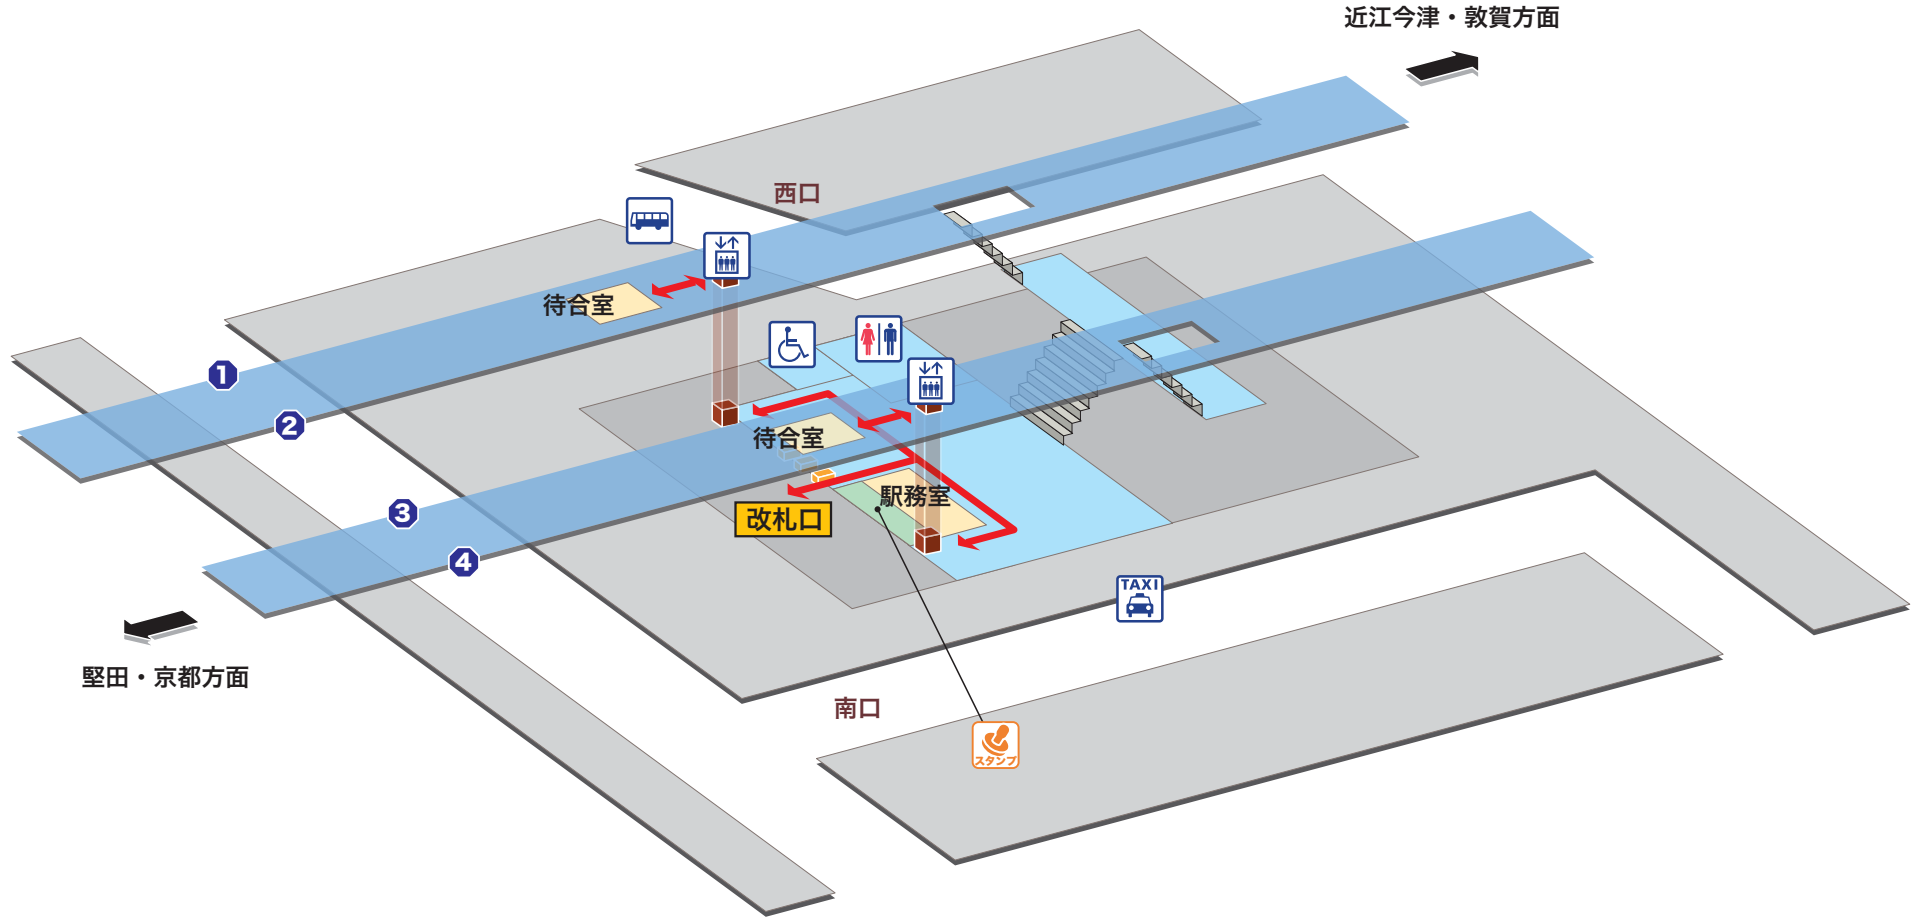 近江今津・敦賀方面
西口
待合室
1
2
待合室
駅務室
改札口
3
4
TAXI
堅田・京都方面
南口
スタンプ